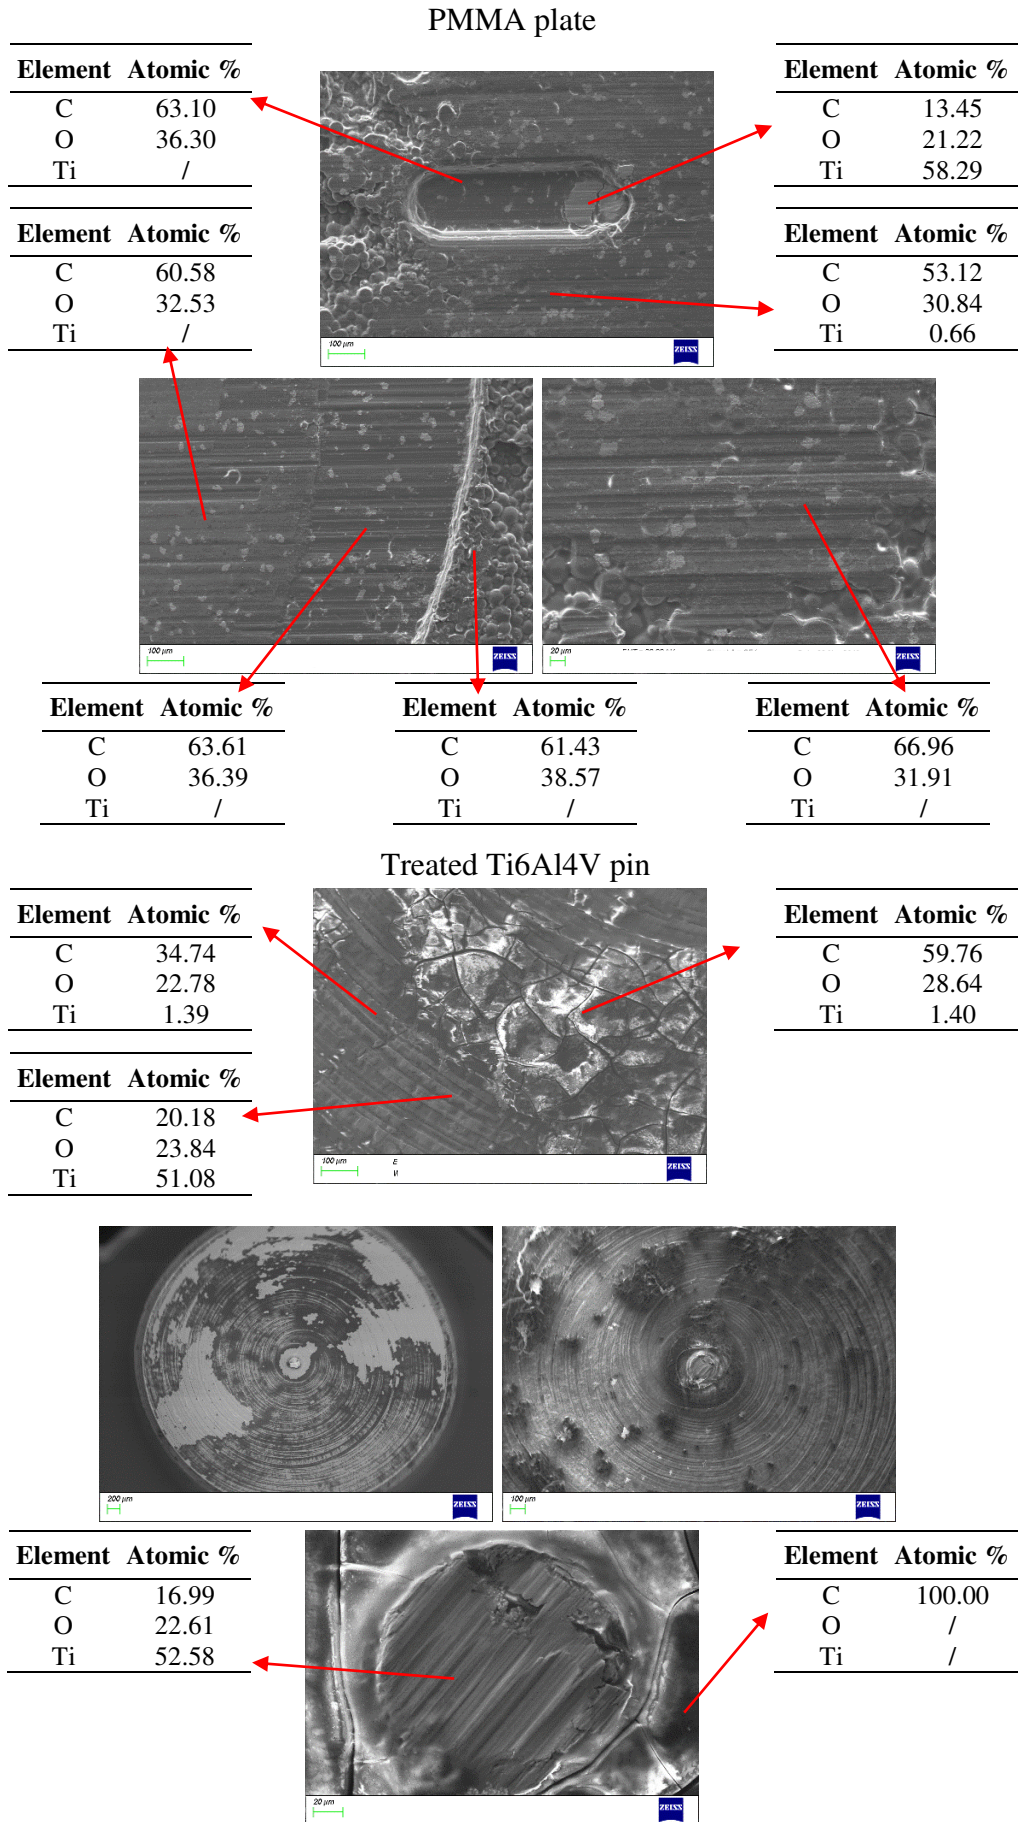 PMMA plate
Element Atomic %
C 63.10
O 36.30
Ti /
Element Atomic %
C 13.45
O 21.22
Ti 58.29
Element Atomic %
C 60.58
O 32.53
Ti /
Element Atomic %
C 53.12
O 30.84
Ti 0.66
100 µm
ZEISS
100 µm
ZEISS
20 µm
ZEISS
Element Atomic %
C 63.61
O 36.39
Ti /
Element Atomic %
C 61.43
O 38.57
Ti /
Element Atomic %
C 66.96
O 31.91
Ti /
Treated Ti6Al4V pin
Element Atomic %
C 34.74
O 22.78
Ti 1.39
Element Atomic %
C 59.76
O 28.64
Ti 1.40
Element Atomic %
C 20.18
O 23.84
Ti 51.08
100 µm
ZEISS
200 µm
ZEISS
100 µm
ZEISS
Element Atomic %
C 16.99
O 22.61
Ti 52.58
Element Atomic %
C 100.00
O /
Ti /
20 µm
ZEISS